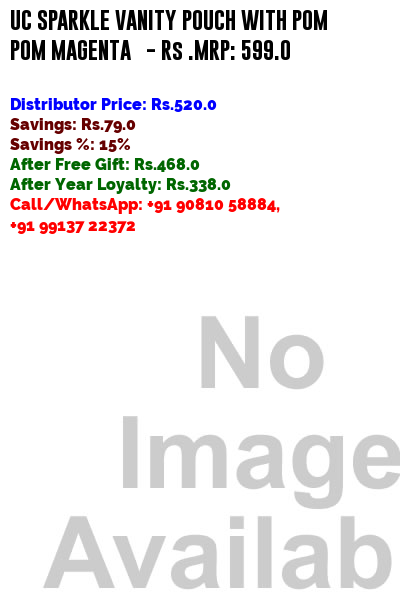 UC SPARKLE VANITY POUCH WITH POM
POM MAGENTA - Rs .MRP: 599.0
Distributor Price: Rs.520.0
Savings: Rs.79.0
Savings %: 15%
After Free Gift: Rs.468.0
After Year Loyalty: Rs.338.0
Call/WhatsApp: +91 90810 58884,
+91 99137 22372
No
Image
Availab